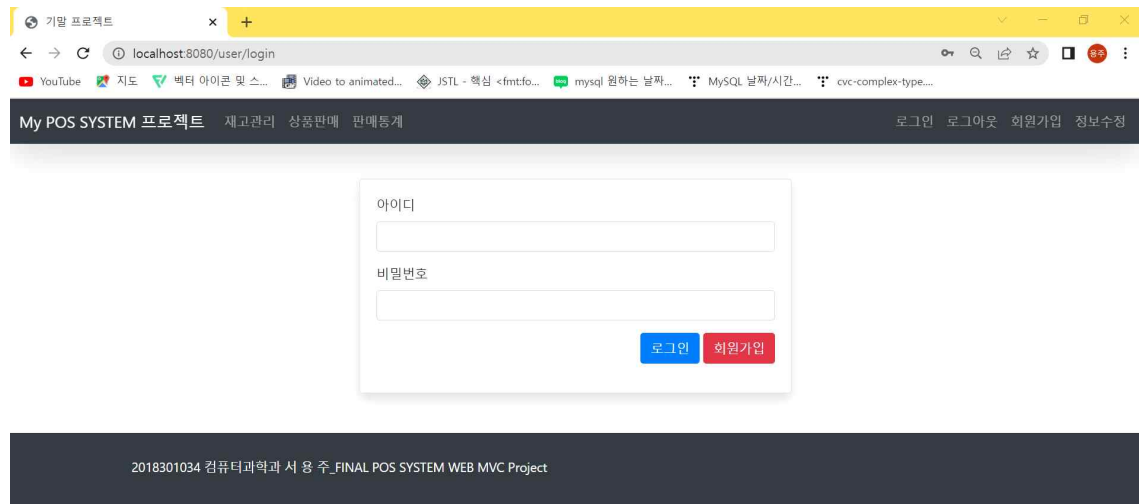 기말 프로젝트
localhost:8080/user/login
용주
YouTube 지도 벡터 아이콘 및 스... Video to animated... JSTL - 핵심 <fmt:fo... mysql 원하는 날짜... MySQL 날짜/시간... cvc-complex-type....
My POS SYSTEM 프로젝트 재고관리 상품판매 판매통계 로그인 로그아웃 회원가입 정보수정
아이디
비밀번호
로그인 회원가입
2018301034 컴퓨터과학과 서 용 주_FINAL POS SYSTEM WEB MVC Project